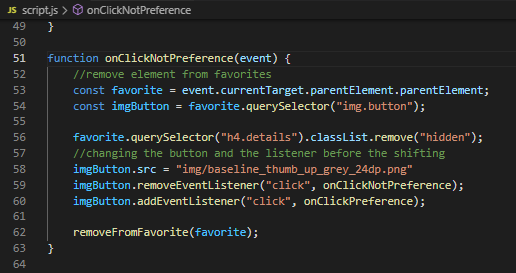 JS script.js > onClickNotPreference
49 }
50
51 function onClickNotPreference(event) {
52 //remove element from favorites
53 const favorite = event.currentTarget.parentElement.parentElement;
54 const imgButton = favorite.querySelector("img.button");
55
56 favorite.querySelector("h4.details").classList.remove("hidden");
57 //changing the button and the listener before the shifting
58 imgButton.src = "img/baseline_thumb_up_grey_24dp.png"
59 imgButton.removeEventListener("click", onClickNotPreference);
60 imgButton.addEventListener("click", onClickPreference);
61
62 removeFromFavorite(favorite);
63 }
64